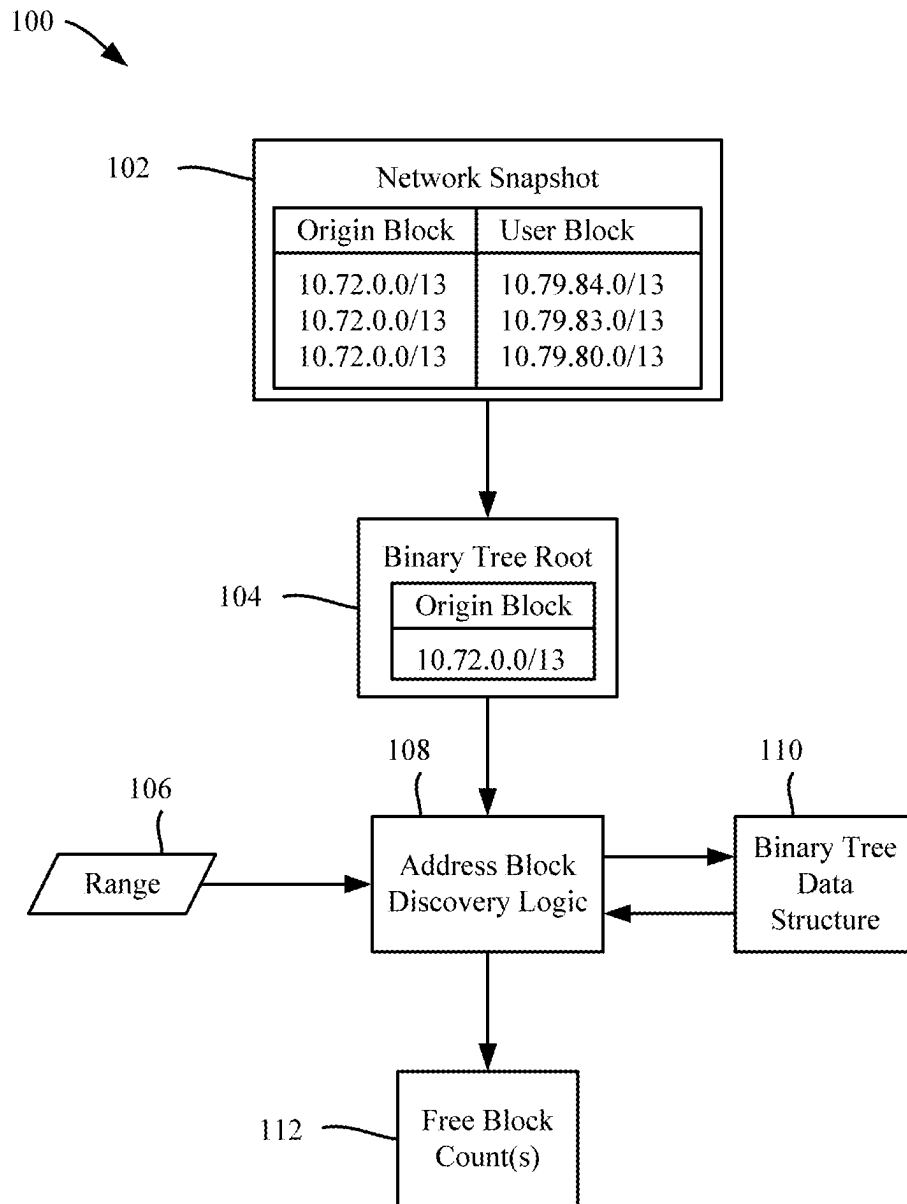 100
102
Network Snapshot
Origin Block User Block
10.72.0.0/13 10.79.84.0/13
10.72.0.0/13 10.79.83.0/13
10.72.0.0/13 10.79.80.0/13
104
Binary Tree Root
Origin Block
10.72.0.0/13
106
Range
108
Address Block
Discovery Logic
110
Binary Tree
Data
Structure
112
Free Block
Count(s)